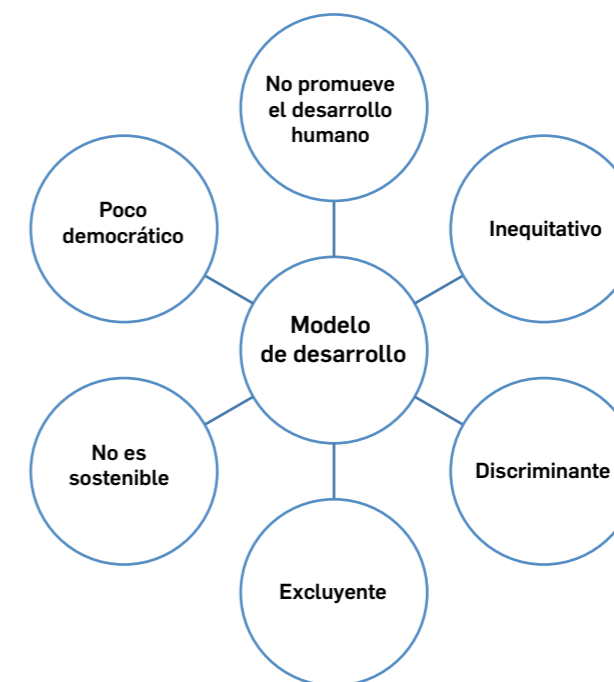 No promueve
el desarrollo
humano
Poco
democrático
Inequitativo
Modelo
de desarrollo
No es
sostenible
Discriminante
Excluyente